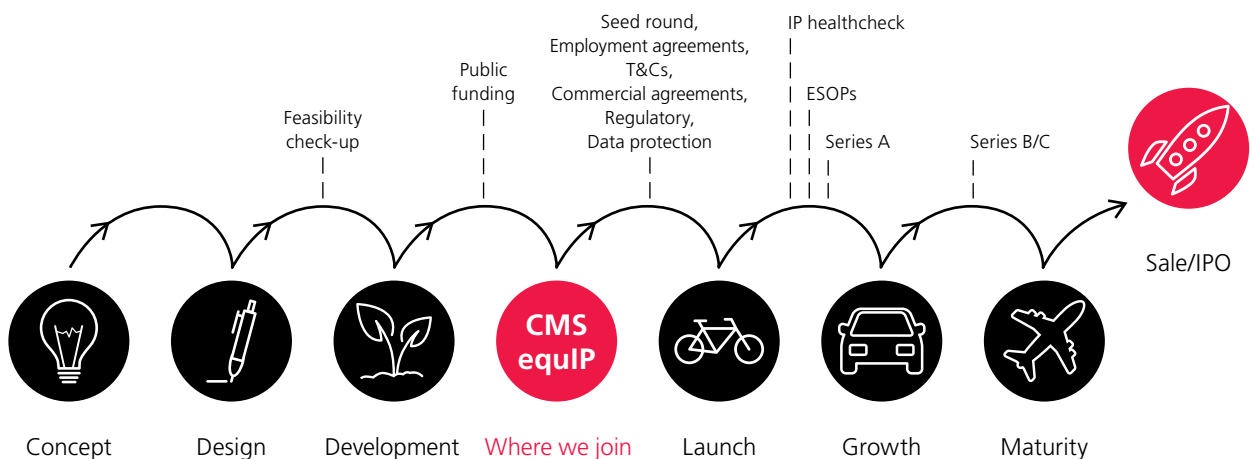 Seed round,
Employment agreements,
T&Cs,
Commercial agreements,
Regulatory,
Data protection
IP healthcheck
Public
funding
ESOPs
Feasibility
check-up
Series A
Series B/C
Sale/IPO
CMS
equIP
Concept
Design
Development
Where we join
Launch
Growth
Maturity